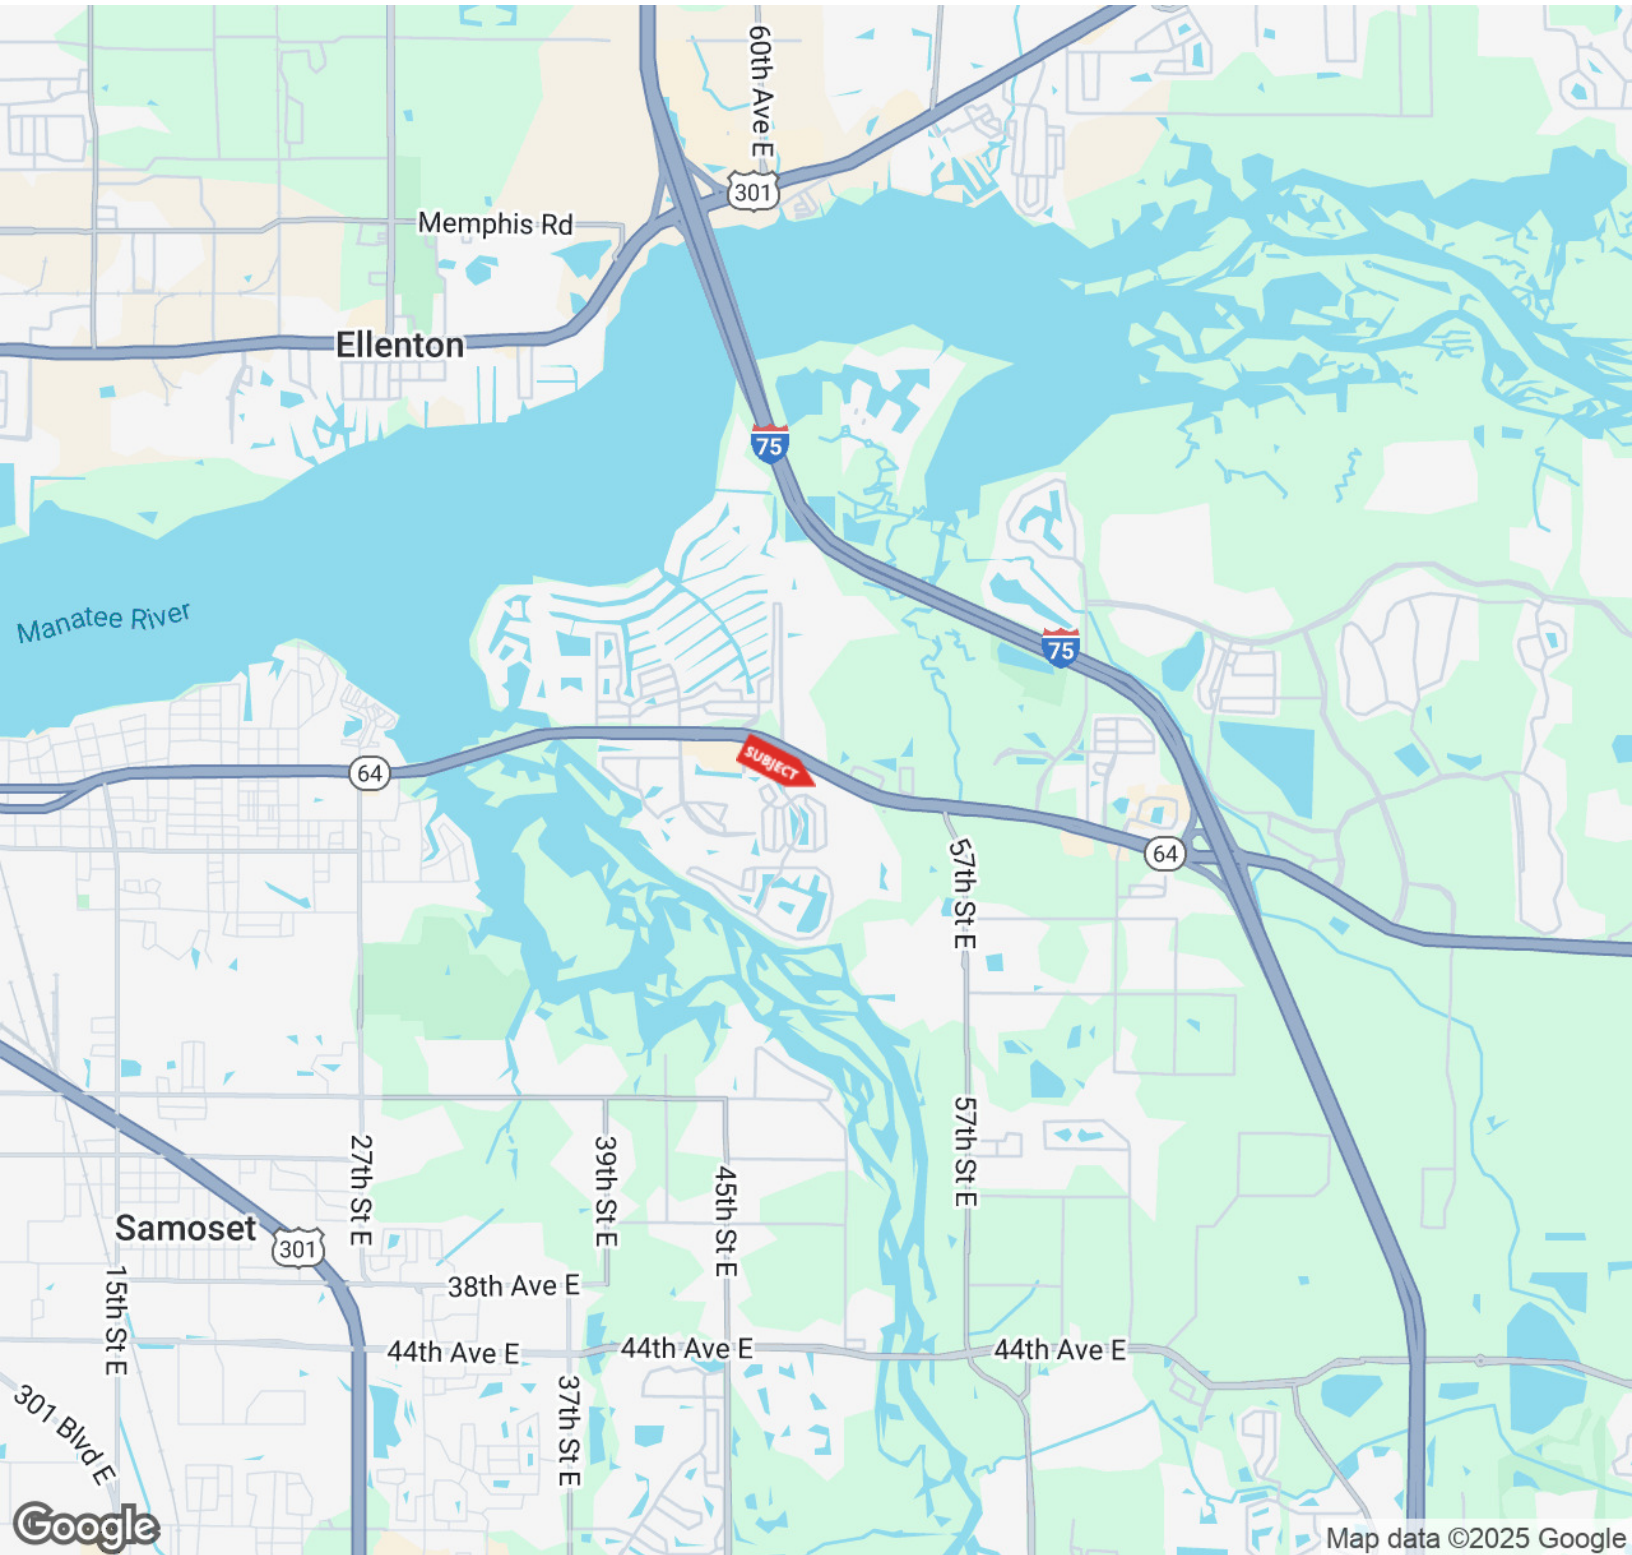 60th Ave E
301
Memphis Rd
Ellenton
75
Manatee River
75
SUBJECT
64
64
57th St E
57th St E
27th St E
39th St E
45th St E
Samoset
301
38th Ave E
15th St E
44th Ave E
44th Ave E
44th Ave E
37th St E
301 Blvd E
Google
Map data ©2025 Google